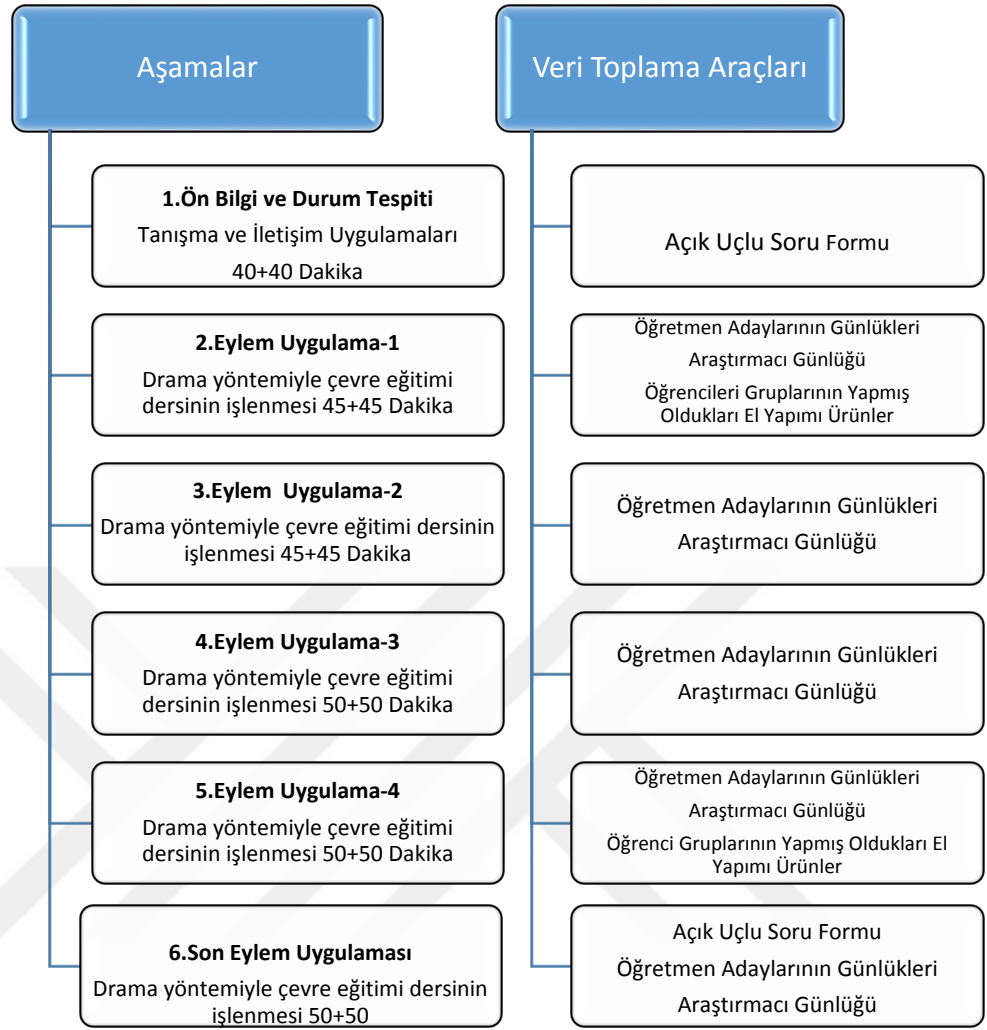 Aşamalar
Veri Toplama Araçları
1.Ön Bilgi ve Durum Tespiti
Tanışma ve İletişim Uygulamaları
40+40 Dakika
Açık Uçlu Soru Formu
2.Eylem Uygulama-1
Drama yöntemiyle çevre eğitimi
dersinin işlenmesi 45+45 Dakika
Öğretmen Adaylarının Günlükleri
Araştırmacı Günlüğü
Öğrencileri Gruplarının Yapmış
Oldukları El Yapımı Ürünler
3.Eylem Uygulama-2
Drama yöntemiyle çevre eğitimi dersinin
işlenmesi 45+45 Dakika
Öğretmen Adaylarının Günlükleri
Araştırmacı Günlüğü
4.Eylem Uygulama-3
Drama yöntemiyle çevre eğitimi
dersinin işlenmesi 50+50 Dakika
Öğretmen Adaylarının Günlükleri
Araştırmacı Günlüğü
5.Eylem Uygulama-4
Drama yöntemiyle çevre eğitimi
dersinin işlenmesi 50+50 Dakika
Öğretmen Adaylarının Günlükleri
Araştırmacı Günlüğü
Öğrenci Gruplarının Yapmış Oldukları El
Yapımı Ürünler
6.Son Eylem Uygulaması
Drama yöntemiyle çevre eğitimi dersinin
işlenmesi 50+50
Açık Uçlu Soru Formu
Öğretmen Adaylarının Günlükleri
Araştırmacı Günlüğü